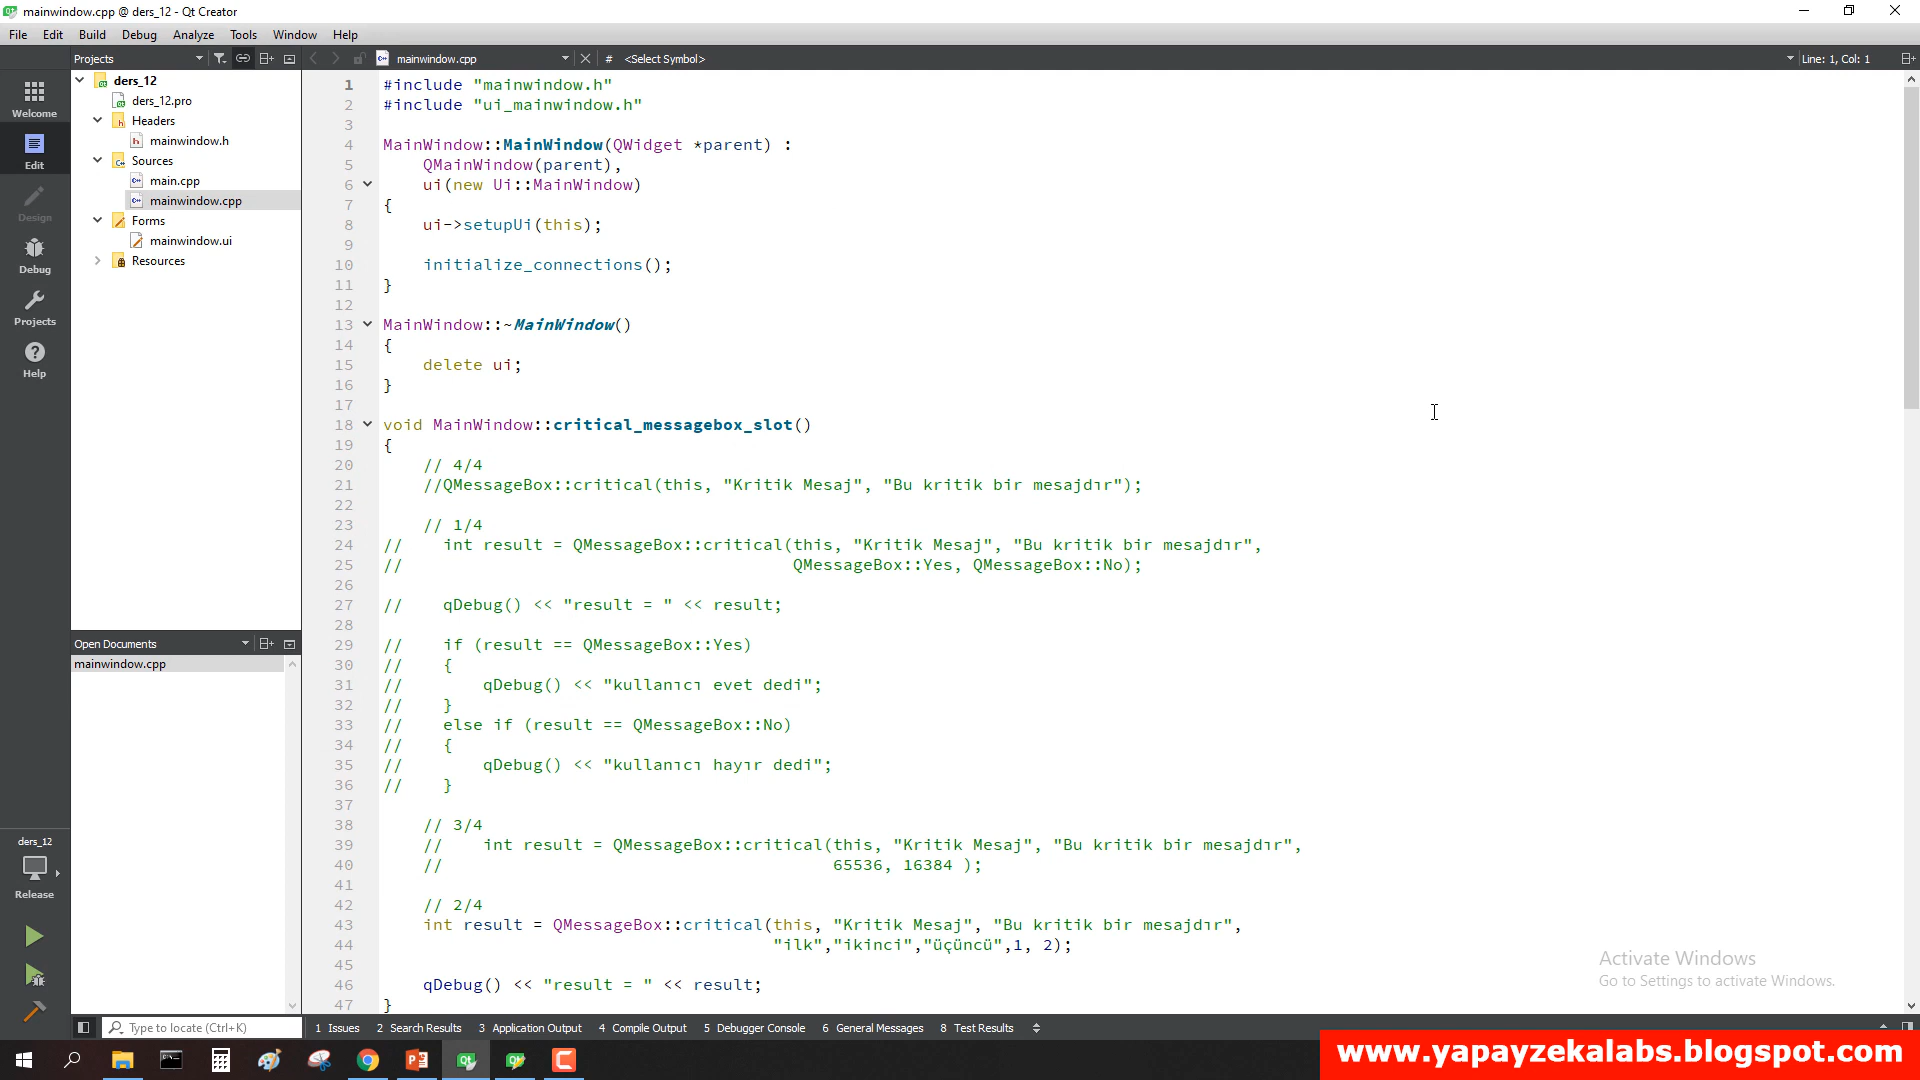 mainwindow.cpp @ ders_12 - Qt Creator
File Edit Build Debug Analyze Tools Window Help
Projects
mainwindow.cpp
# <Select Symbol>
Line: 1, Col: 1
Welcome
Edit
Design
Debug
Projects
Help
ders_12
Release
ders_12
ders_12.pro
Headers
mainwindow.h
Sources
main.cpp
mainwindow.cpp
Forms
mainwindow.ui
Resources
Open Documents
mainwindow.cpp
1 #include "mainwindow.h"
2 #include "ui_mainwindow.h"
3
4 MainWindow::MainWindow(QWidget *parent) :
5 QMainWindow(parent),
6 ui(new Ui::MainWindow)
7 {
8 ui->setupUi(this);
9
10 initialize_connections();
11 }
12
13 MainWindow::~MainWindow()
14 {
15 delete ui;
16 }
17
18 void MainWindow::critical_messagebox_slot()
19 {
20 // 4/4
21 //QMessageBox::critical(this, "Kritik Mesaj", "Bu kritik bir mesajdır");
22
23 // 1/4
24 // int result = QMessageBox::critical(this, "Kritik Mesaj", "Bu kritik bir mesajdır",
25 // QMessageBox::Yes, QMessageBox::No);
26
27 // qDebug() << "result = " << result;
28
29 // if (result == QMessageBox::Yes)
30 // {
31 // qDebug() << "kullanıcı evet dedi";
32 // }
33 // else if (result == QMessageBox::No)
34 // {
35 // qDebug() << "kullanıcı hayır dedi";
36 // }
37
38 // 3/4
39 // int result = QMessageBox::critical(this, "Kritik Mesaj", "Bu kritik bir mesajdır",
40 // 65536, 16384 );
41
42 // 2/4
43 int result = QMessageBox::critical(this, "Kritik Mesaj", "Bu kritik bir mesajdır",
44 "ilk","ikinci","üçüncü",1, 2);
45
46 qDebug() << "result = " << result;
47 }
Activate Windows
Go to Settings to activate Windows.
Type to locate (Ctrl+K)
1 Issues 2 Search Results 3 Application Output 4 Compile Output 5 Debugger Console 6 General Messages 8 Test Results
www.yapayzekalabs.blogspot.com